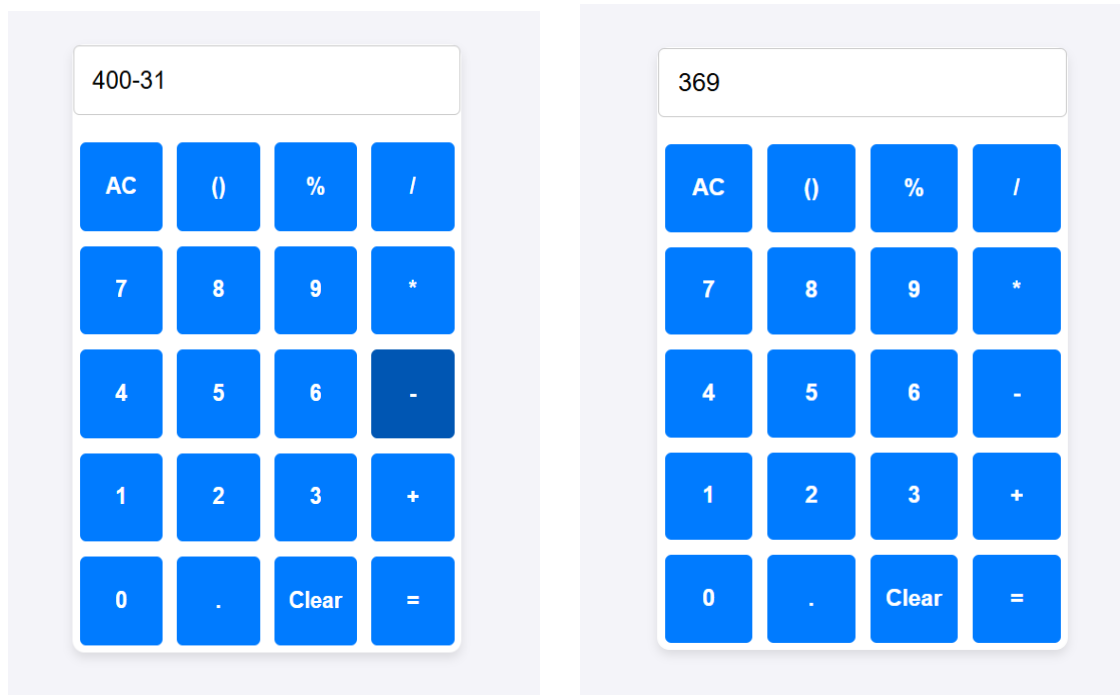 400-31
AC () % /
7 8 9 *
4 5 6 -
1 2 3 +
0 . Clear =
369
AC () % /
7 8 9 *
4 5 6 -
1 2 3 +
0 . Clear =